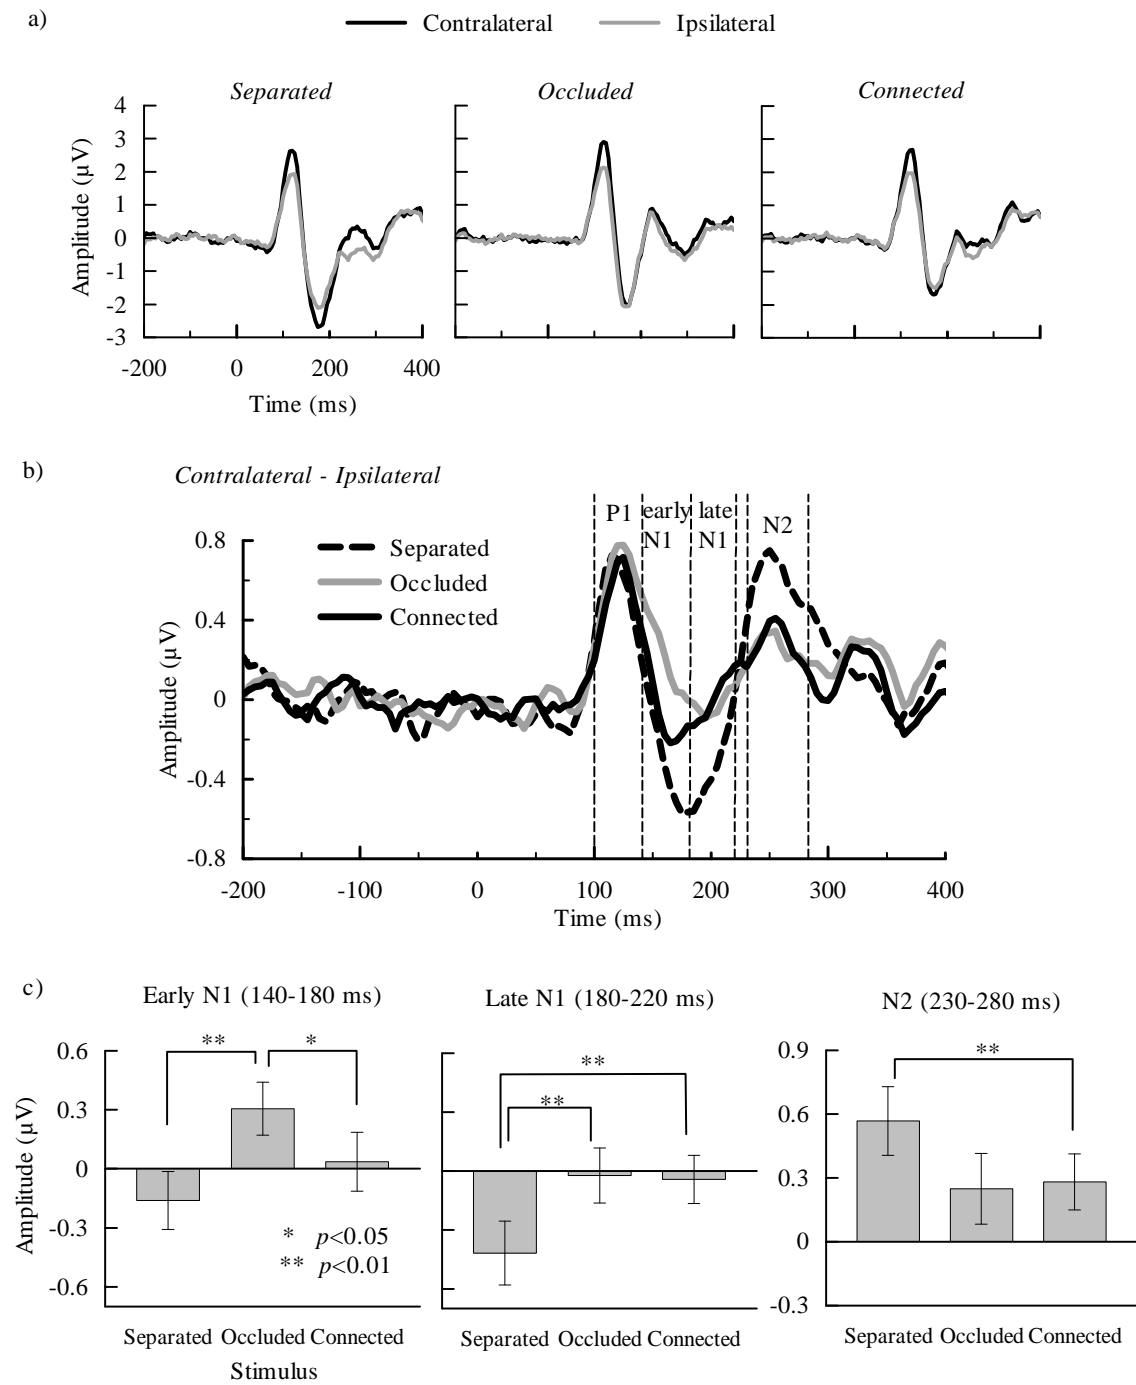 a)
Contralateral Ipsilateral
Separated Occluded Connected
4
3
2
1
0
-1
-2
-3
Amplitude (µV)
-200 0 200 400
Time (ms)
b)
Contralateral - Ipsilateral
P1 early N1 late N1 N2
Separated
Occluded
Connected
0.8
0.4
0
-0.4
-0.8
Amplitude (µV)
-200 -100 0 100 200 300 400
Time (ms)
c)
Early N1 (140-180 ms) Late N1 (180-220 ms) N2 (230-280 ms)
0.6
0.3
0
-0.3
-0.6
Amplitude (µV)
** *
* p<0.05
** p<0.01
Separated Occluded Connected
Stimulus
**
**
Separated Occluded Connected
0.9
0.6
0.3
0
-0.3
**
Separated Occluded Connected